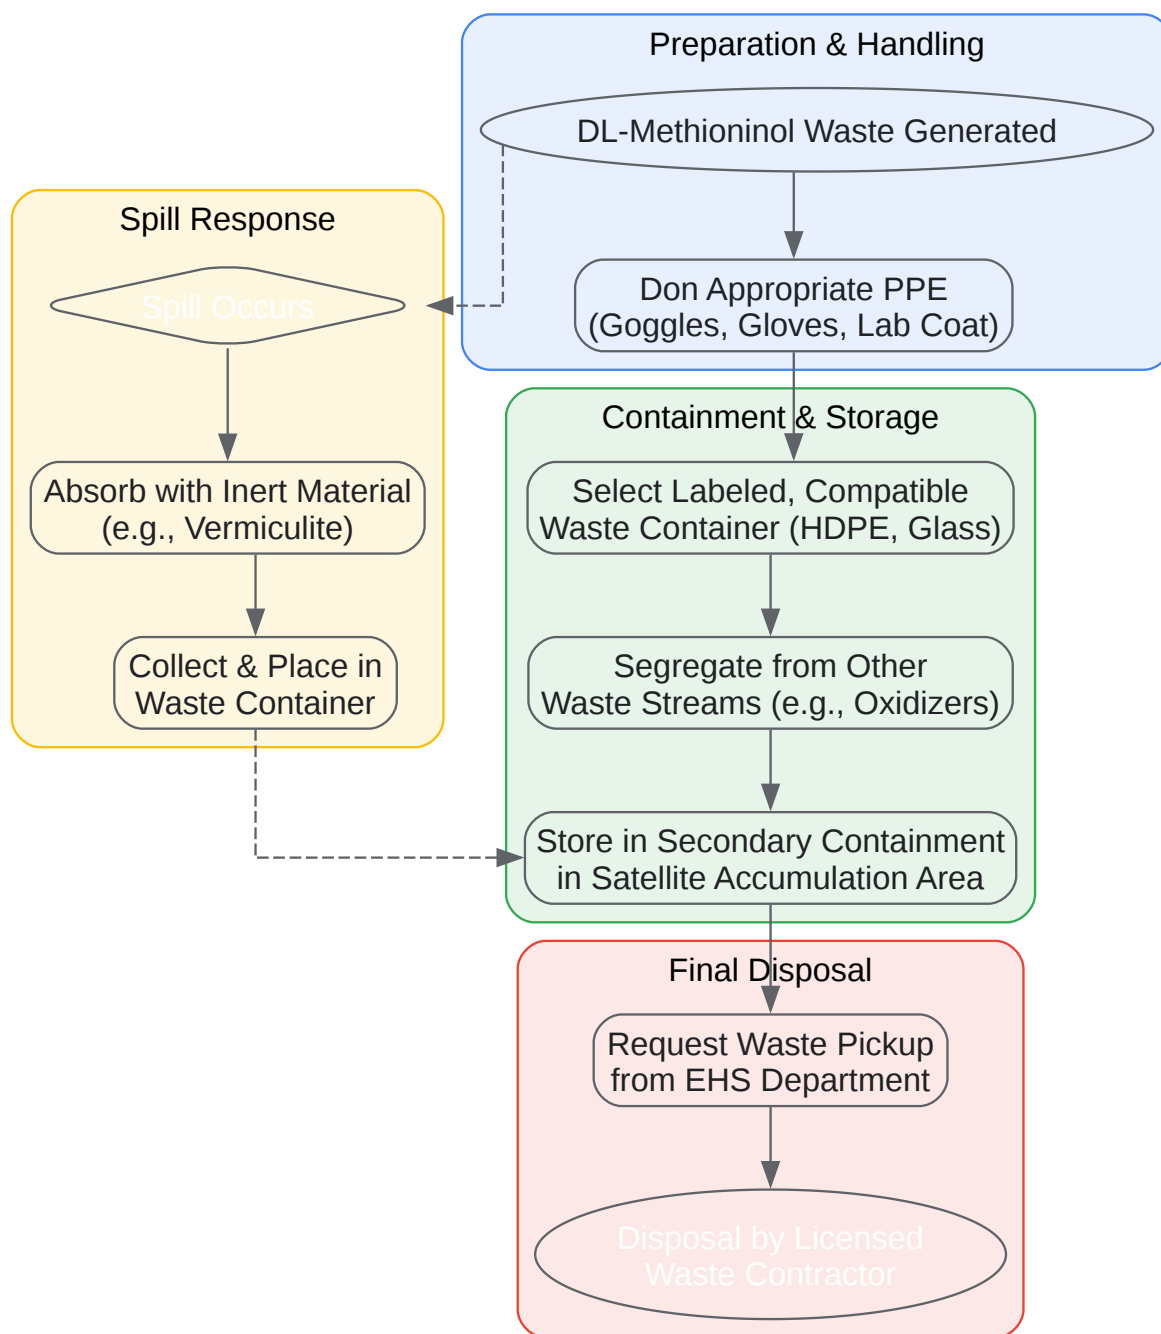 Preparation & Handling
DL-Methioninol Waste Generated
Don Appropriate PPE
(Goggles, Gloves, Lab Coat)
Spill Response
Spill Occurs
Absorb with Inert Material
(e.g., Vermiculite)
Collect & Place in
Waste Container
Containment & Storage
Select Labeled, Compatible
Waste Container (HDPE, Glass)
Segregate from Other
Waste Streams (e.g., Oxidizers)
Store in Secondary Containment
in Satellite Accumulation Area
Final Disposal
Request Waste Pickup
from EHS Department
Disposal by Licensed
Waste Contractor